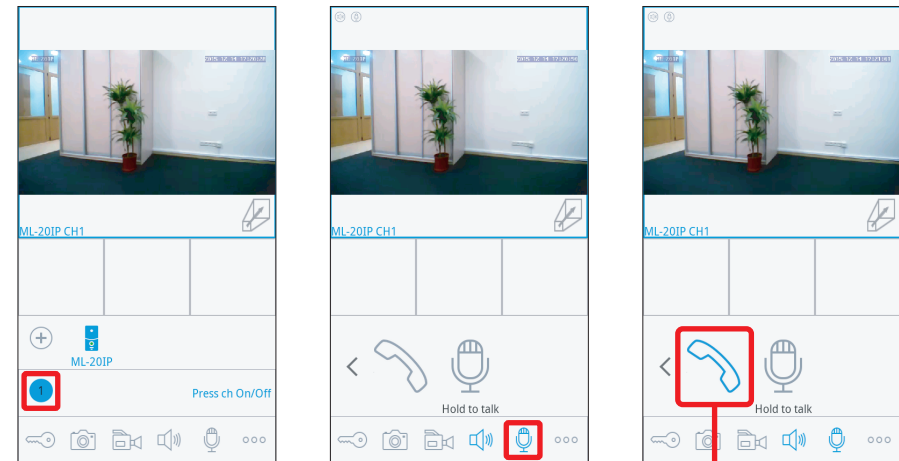 ML-20IP CH1
ML-20IP
1
Press ch On/Off
ML-20IP CH1
Hold to talk
ML-20IP CH1
Hold to talk